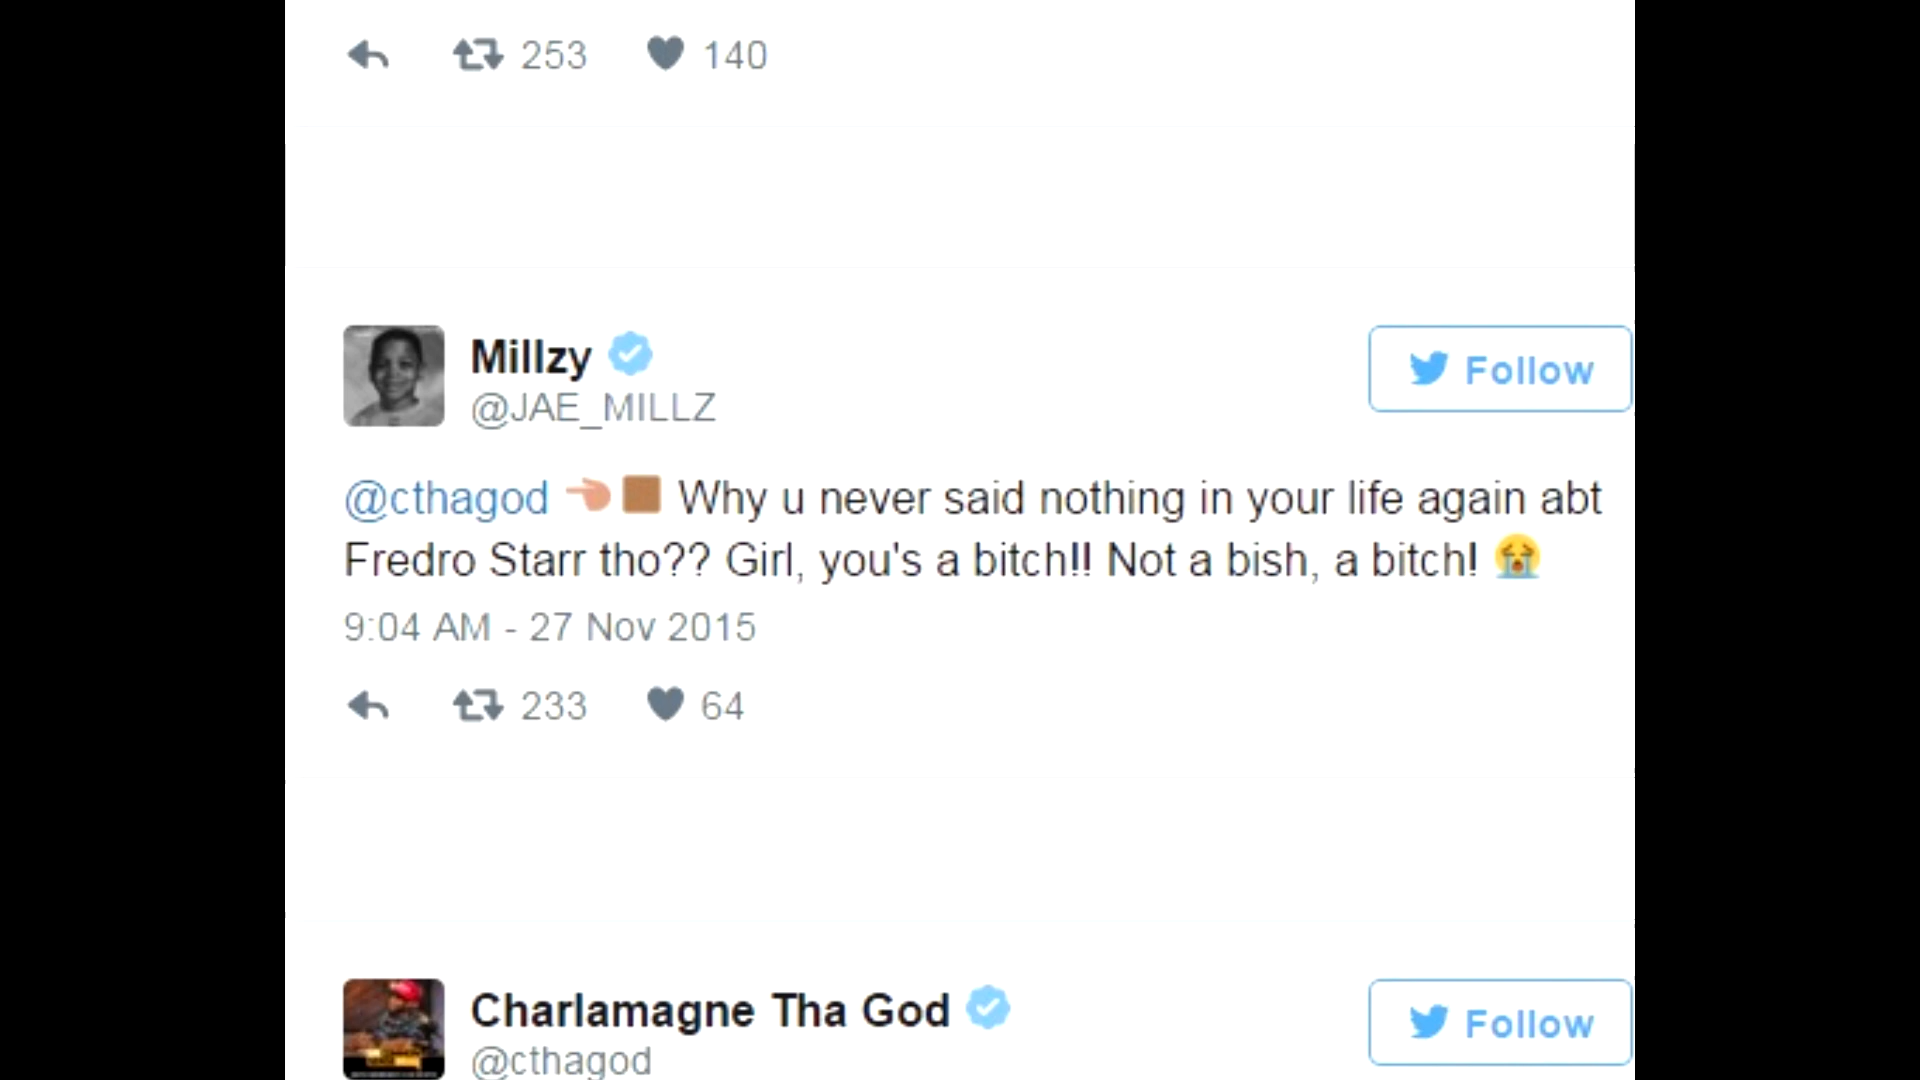 253 140
Millzy
@JAE_MILLZ
Follow
@cthagod Why u never said nothing in your life again abt
Fredro Starr tho?? Girl, you's a bitch!! Not a bish, a bitch!
9:04 AM - 27 Nov 2015
233 64
Charlamagne Tha God
@cthagod
Follow